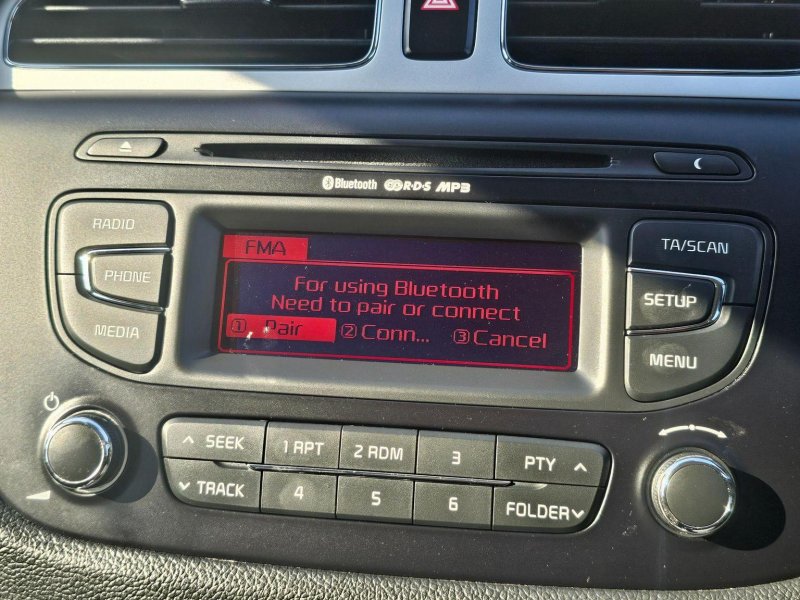 Bluetooth R·D·S MP3
RADIO
PHONE
MEDIA
FMA
For using Bluetooth
Need to pair or connect
1 Pair 2 Conn... 3 Cancel
TA/SCAN
SETUP
MENU
SEEK 1 RPT 2 RDM 3 PTY
TRACK 4 5 6 FOLDER